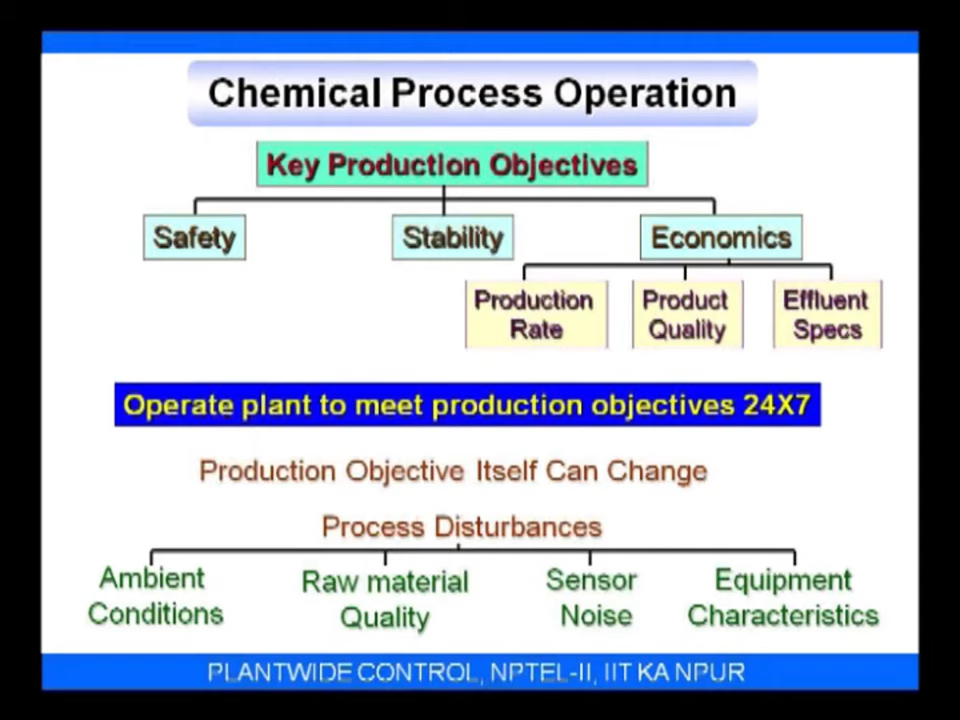 Chemical Process Operation
Key Production Objectives
Safety
Stability
Economics
Production
Rate
Product
Quality
Effluent
Specs
Operate plant to meet production objectives 24X7
Production Objective Itself Can Change
Process Disturbances
Ambient
Conditions
Raw material
Quality
Sensor
Noise
Equipment
Characteristics
PLANTWIDE CONTROL, NPTEL-II, IIT KANPUR